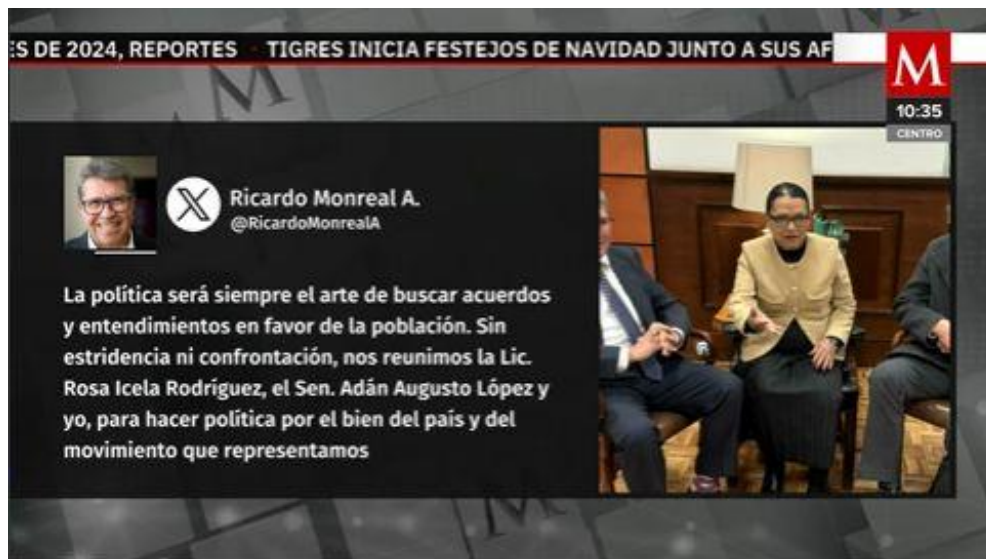 ES DE 2024, REPORTES · TIGRES INICIA FESTEJOS DE NAVIDAD JUNTO A SUS AF
M
10:35
CENTRO
Ricardo Monreal A.
@RicardoMonrealA
La política será siempre el arte de buscar acuerdos
y entendimientos en favor de la población. Sin
estridencia ni confrontación, nos reunimos la Lic.
Rosa Icela Rodríguez, el Sen. Adán Augusto López y
yo, para hacer política por el bien del país y del
movimiento que representamos